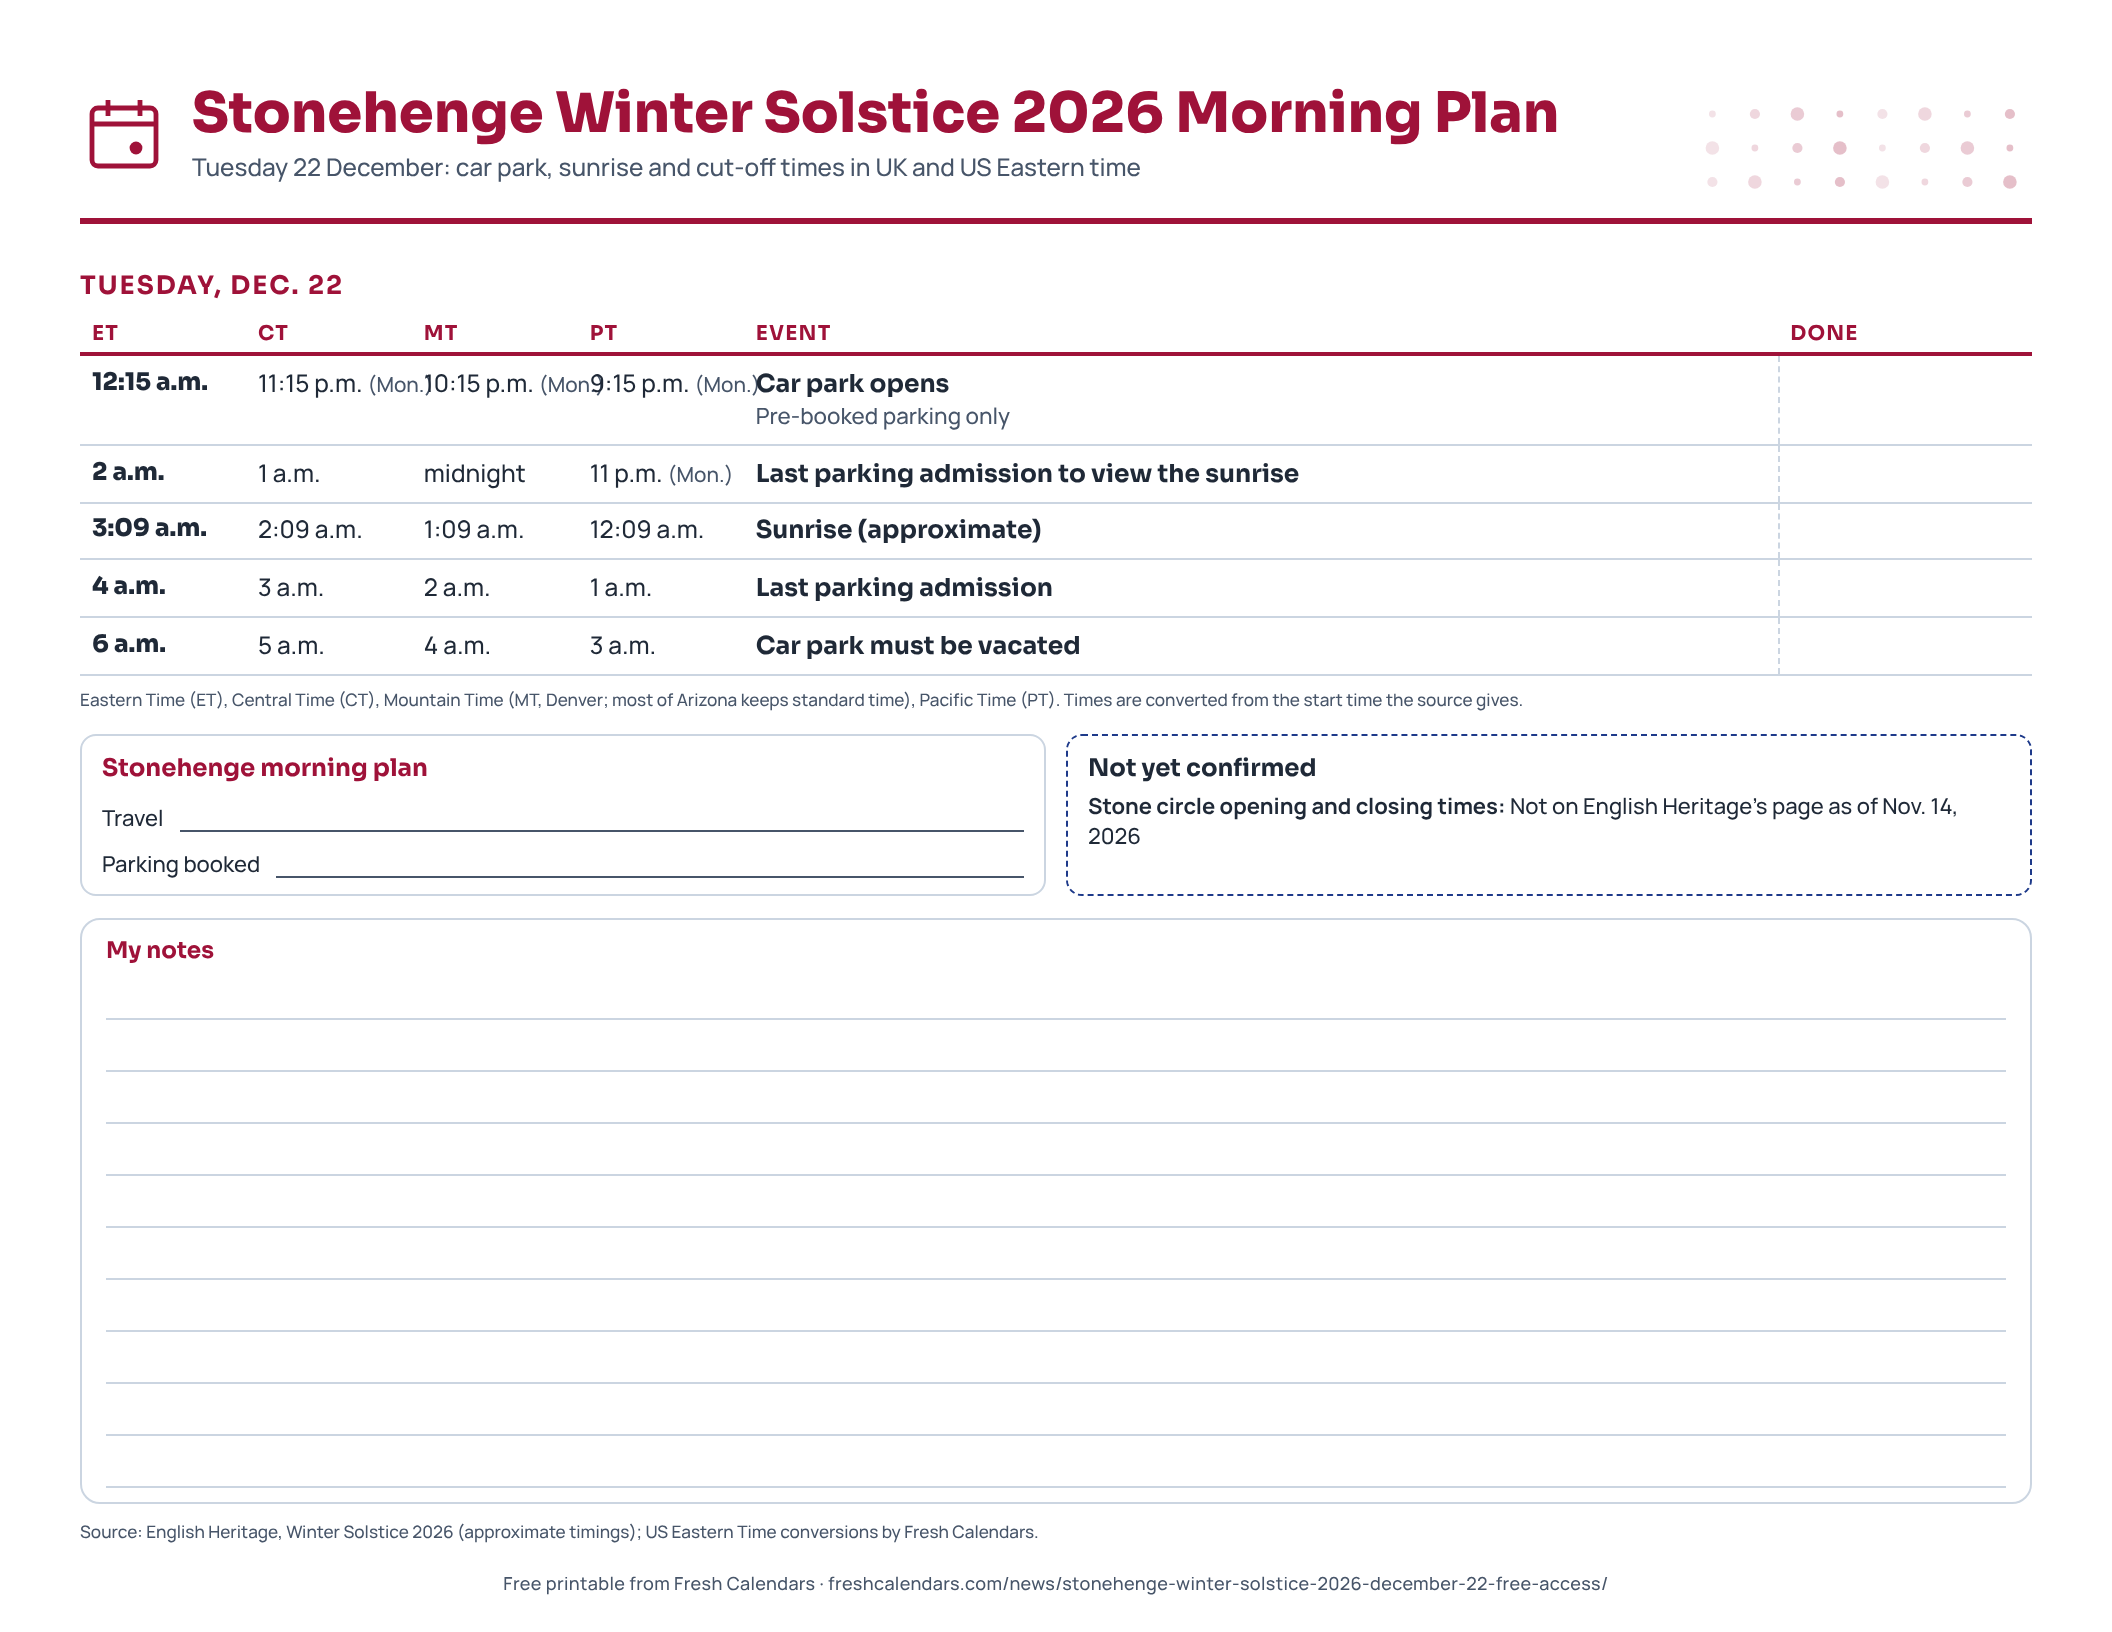 Stonehenge Winter Solstice 2026 Morning Plan
Tuesday 22 December: car park, sunrise and cut-off times in UK and US Eastern time
TUESDAY, DEC. 22
ET CT MT PT EVENT DONE
12:15 a.m. 11:15 p.m. (Mon.) 10:15 p.m. (Mon.) 9:15 p.m. (Mon.) Car park opens
Pre-booked parking only
2 a.m. 1 a.m. midnight 11 p.m. (Mon.) Last parking admission to view the sunrise
3:09 a.m. 2:09 a.m. 1:09 a.m. 12:09 a.m. Sunrise (approximate)
4 a.m. 3 a.m. 2 a.m. 1 a.m. Last parking admission
6 a.m. 5 a.m. 4 a.m. 3 a.m. Car park must be vacated
Eastern Time (ET), Central Time (CT), Mountain Time (MT, Denver; most of Arizona keeps standard time), Pacific Time (PT). Times are converted from the start time the source gives.
Stonehenge morning plan
Travel
Parking booked
Not yet confirmed
Stone circle opening and closing times: Not on English Heritage's page as of Nov. 14,
2026
My notes
Source: English Heritage, Winter Solstice 2026 (approximate timings); US Eastern Time conversions by Fresh Calendars.
Free printable from Fresh Calendars · freshcalendars.com/news/stonehenge-winter-solstice-2026-december-22-free-access/